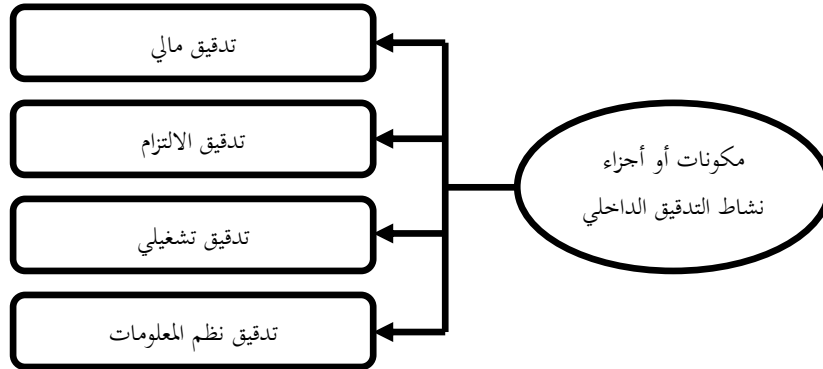 مكونات أو أجزاء
نشاط التدقيق الداخلي
تدقيق مالي
تدقيق الالتزام
تدقيق تشغيلي
تدقيق نظم المعلومات